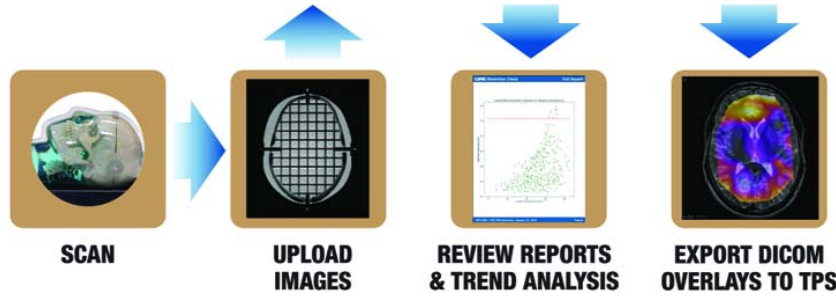 SCAN
UPLOAD
IMAGES
REVIEW REPORTS
& TREND ANALYSIS
EXPORT DICOM
OVERLAYS TO TPS